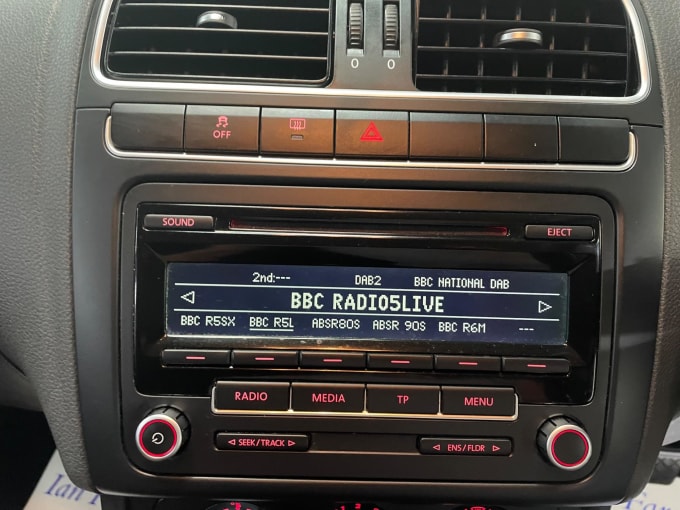 0 0
OFF
SOUND
EJECT
2nd:--- DAB2 BBC NATIONAL DAB
BBC RADIO5LIVE
BBC R5SX BBC R5L ABSR80S ABSR 90S BBC R6M ---
RADIO MEDIA TP MENU
SEEK/TRACK ENS/FLDR
Ian